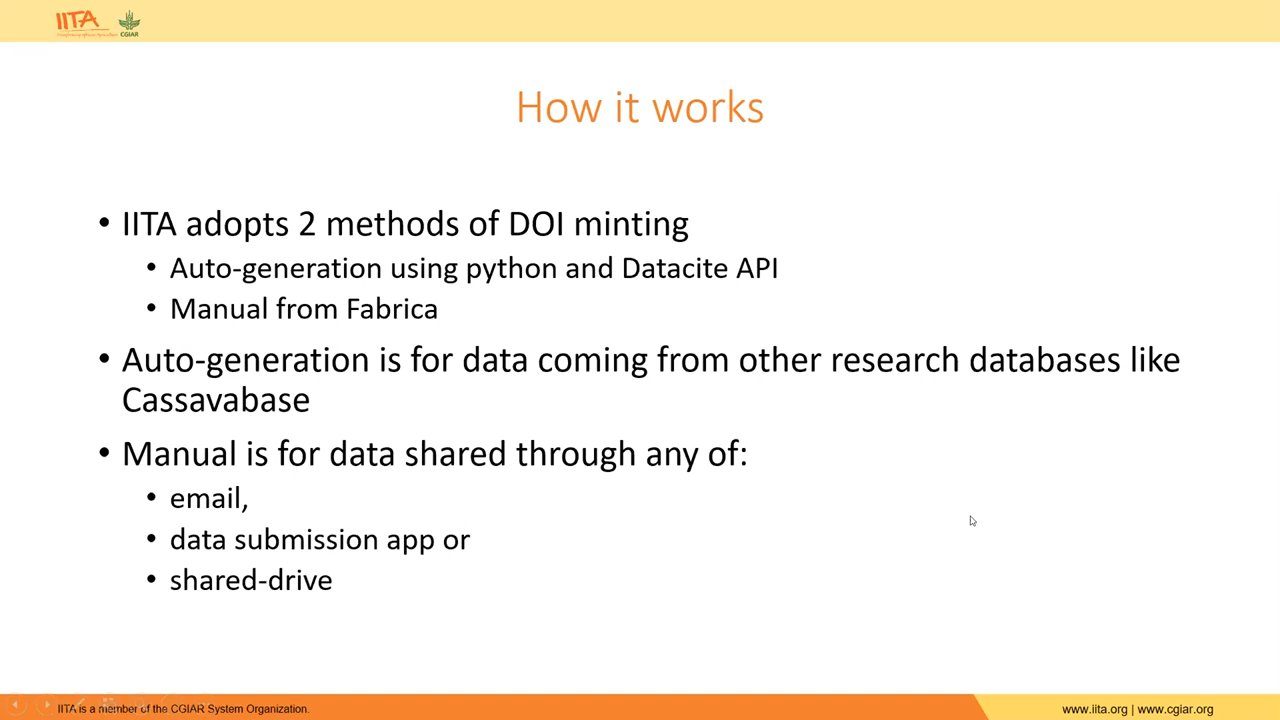 IITA
CGIAR
How it works
• IITA adopts 2 methods of DOI minting
• Auto-generation using python and Datacite API
• Manual from Fabrica
• Auto-generation is for data coming from other research databases like
Cassavabase
• Manual is for data shared through any of:
• email,
• data submission app or
• shared-drive
IITA is a member of the CGIAR System Organization.
www.iita.org | www.cgiar.org